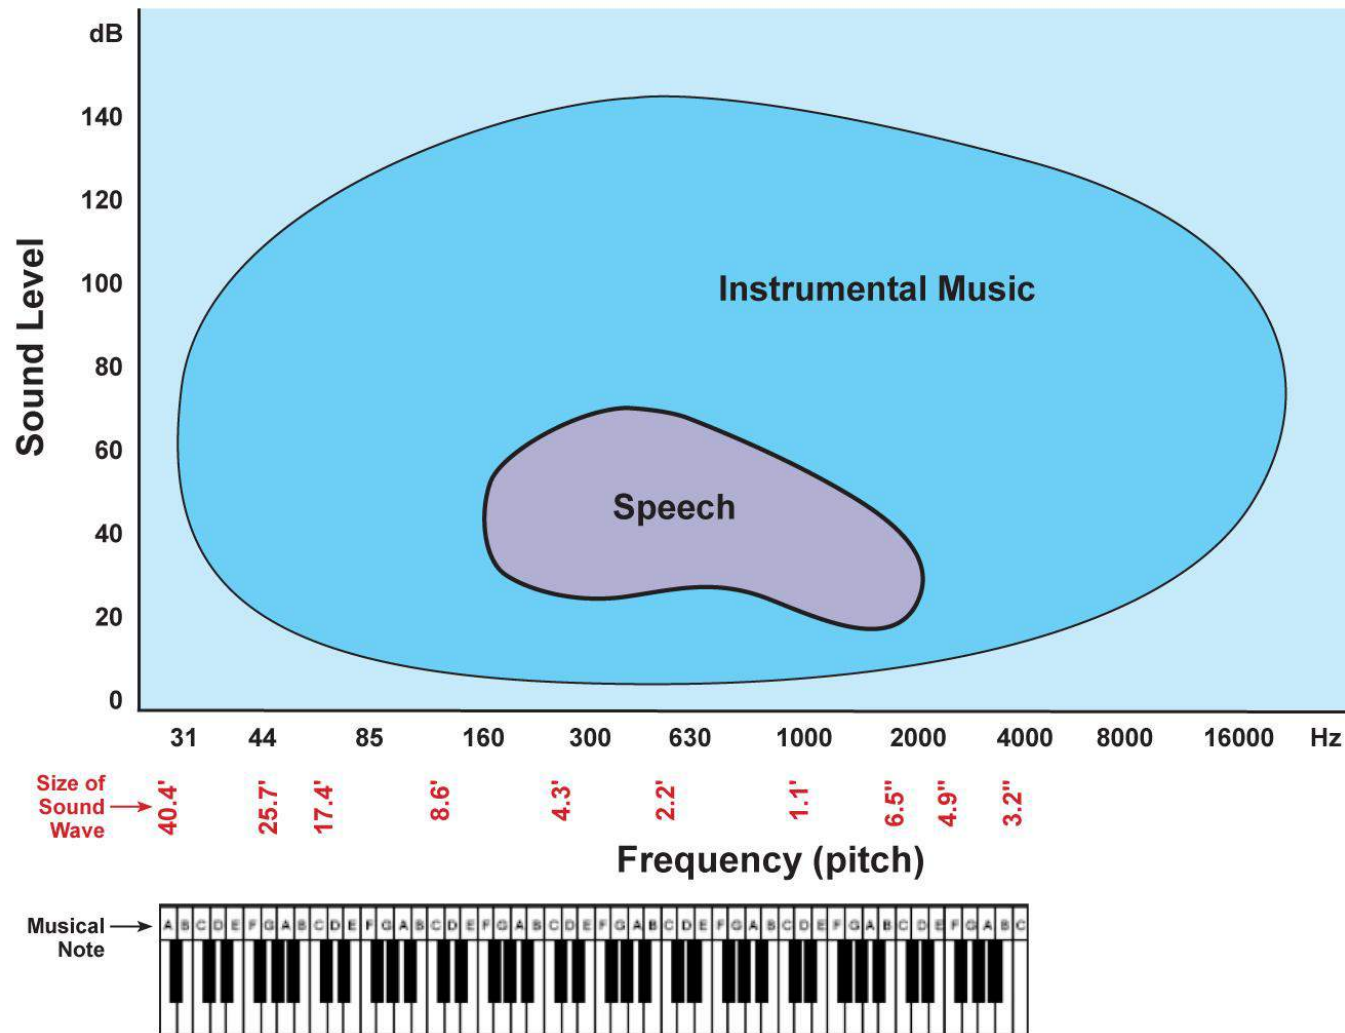 dB
140
120
100
80
60
40
20
0
Sound Level
Instrumental Music
Speech
31 44 85 160 300 630 1000 2000 4000 8000 16000 Hz
Size of
Sound
Wave
40.4' 25.7' 17.4' 8.6' 4.3' 2.2' 1.1' 6.5" 4.9" 3.2"
Frequency (pitch)
Musical
Note
A B C D E F G A B C D E F G A B C D E F G A B C D E F G A B C D E F G A B C D E F G A B C D E F G A B C